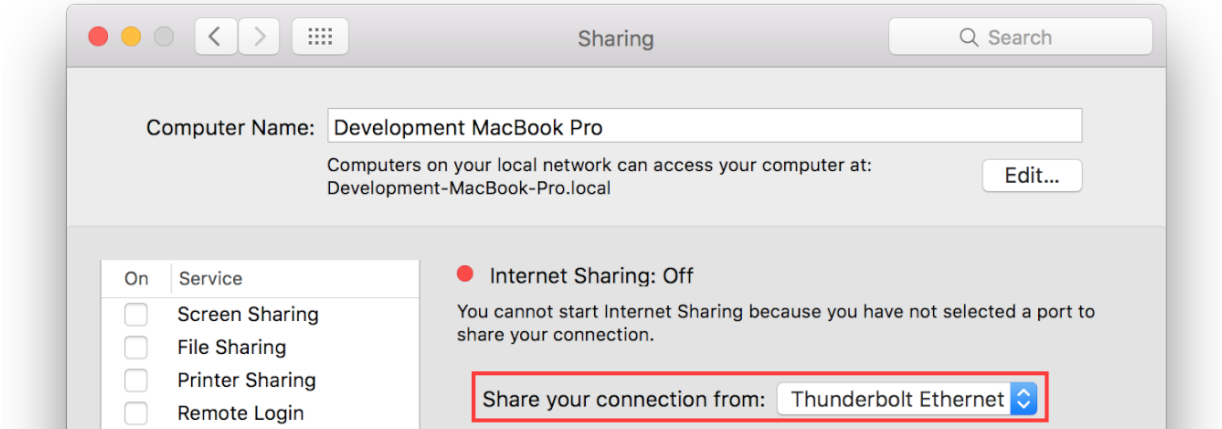 Sharing
Search
Computer Name: Development MacBook Pro
Computers on your local network can access your computer at:
Development-MacBook-Pro.local
Edit...
On Service
Screen Sharing
File Sharing
Printer Sharing
Remote Login
Internet Sharing: Off
You cannot start Internet Sharing because you have not selected a port to
share your connection.
Share your connection from: Thunderbolt Ethernet